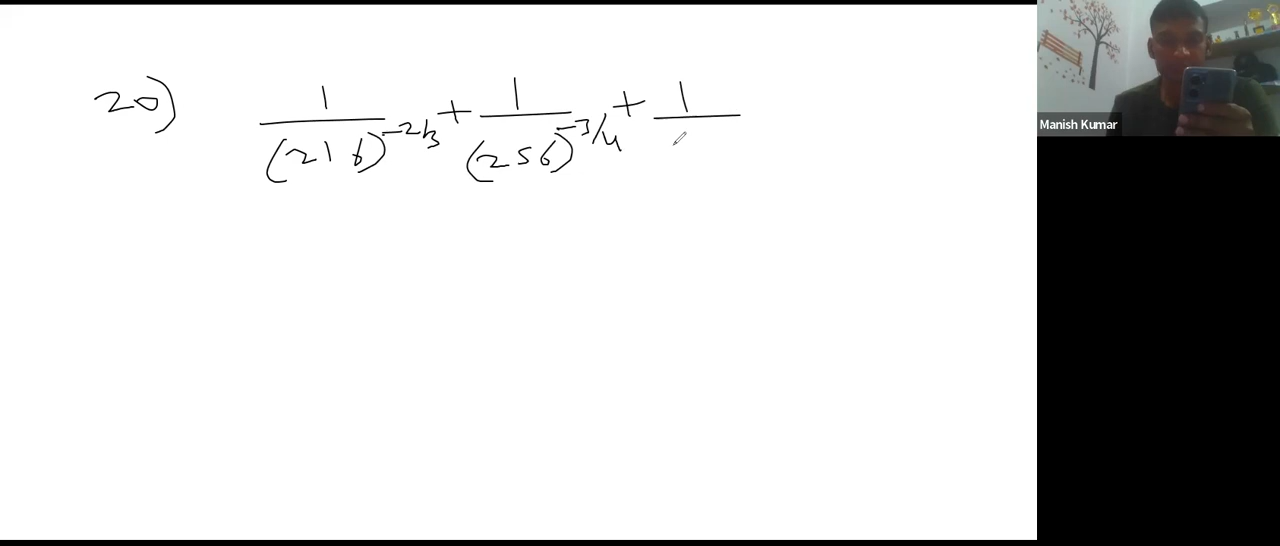 20) 1/(216)^-2/3 + 1/(256)^-3/4 + 1/
Manish Kumar